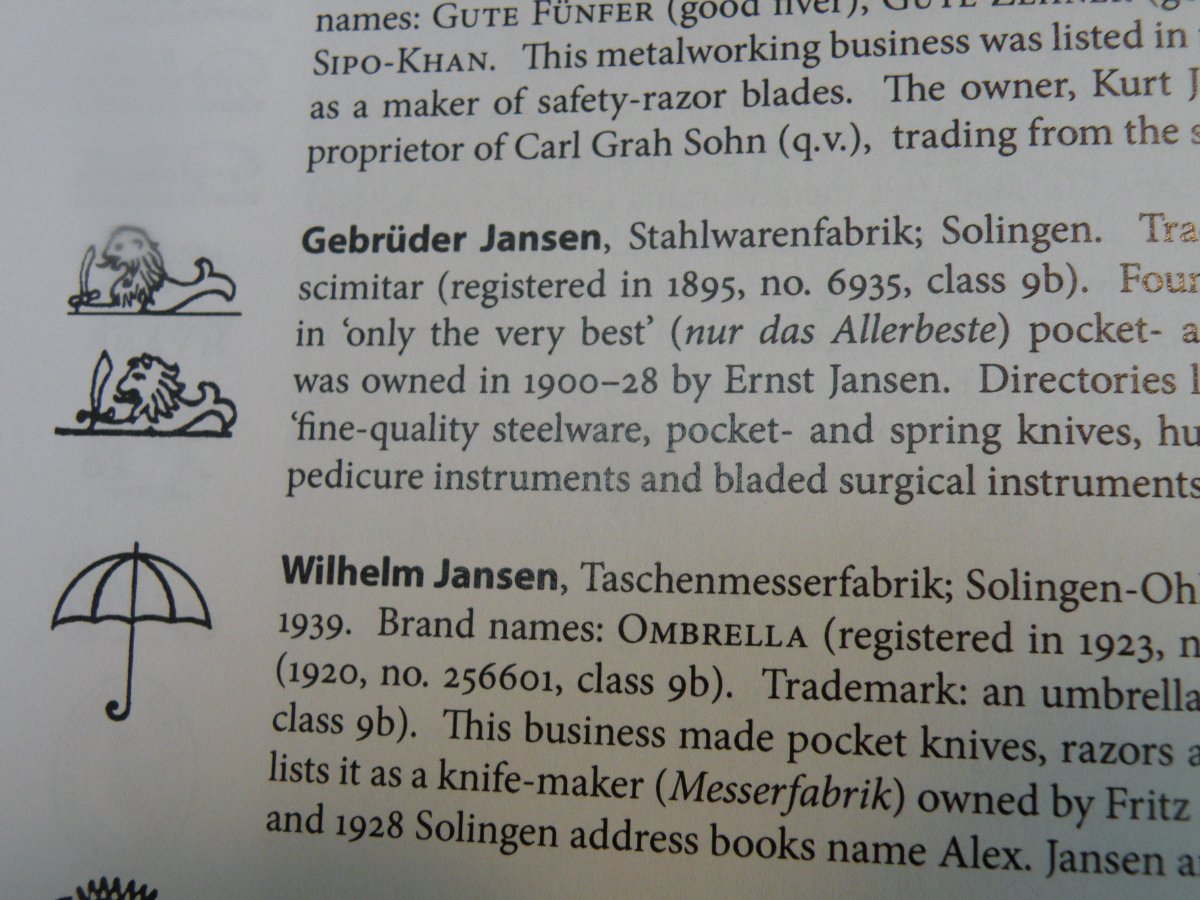 names: GUTE FÜNFER (good fiver), GUTE ZEHNER
SIPO-KHAN. This metalworking business was listed in
as a maker of safety-razor blades. The owner, Kurt J
proprietor of Carl Grah Sohn (q.v.), trading from the s
Gebrüder Jansen, Stahlwarenfabrik; Solingen. Tra
scimitar (registered in 1895, no. 6935, class 9b). Foun
in ‘only the very best’ (nur das Allerbeste) pocket- a
was owned in 1900–28 by Ernst Jansen. Directories l
‘fine-quality steelware, pocket- and spring knives, hu
pedicure instruments and bladed surgical instruments
Wilhelm Jansen, Taschenmesserfabrik; Solingen-Oh
1939. Brand names: OMBRELLA (registered in 1923, n
(1920, no. 256601, class 9b). Trademark: an umbrella
class 9b). This business made pocket knives, razors a
lists it as a knife-maker (Messerfabrik) owned by Fritz
and 1928 Solingen address books name Alex. Jansen a